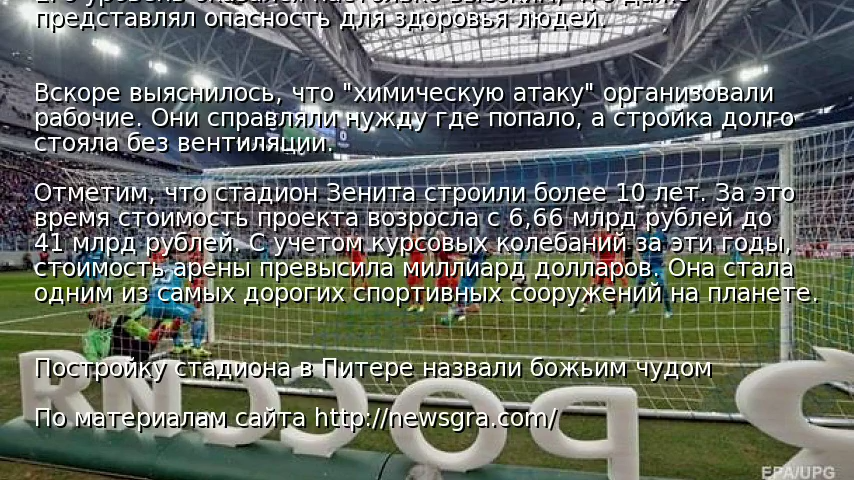 представлял опасность для здоровья людей.
Вскоре выяснилось, что "химическую атаку" организовали
рабочие. Они справляли нужду где попало, а стройка долго
стояла без вентиляции.
Отметим, что стадион Зенита строили более 10 лет. За это
время стоимость проекта возросла с 6,66 млрд рублей до
41 млрд рублей. С учетом курсовых колебаний за эти годы,
стоимость арены превысила миллиард долларов. Она стала
одним из самых дорогих спортивных сооружений на планете.
Постройку стадиона в Питере назвали божьим чудом
По материалам сайта http://newsgra.com/
EPA/UPG